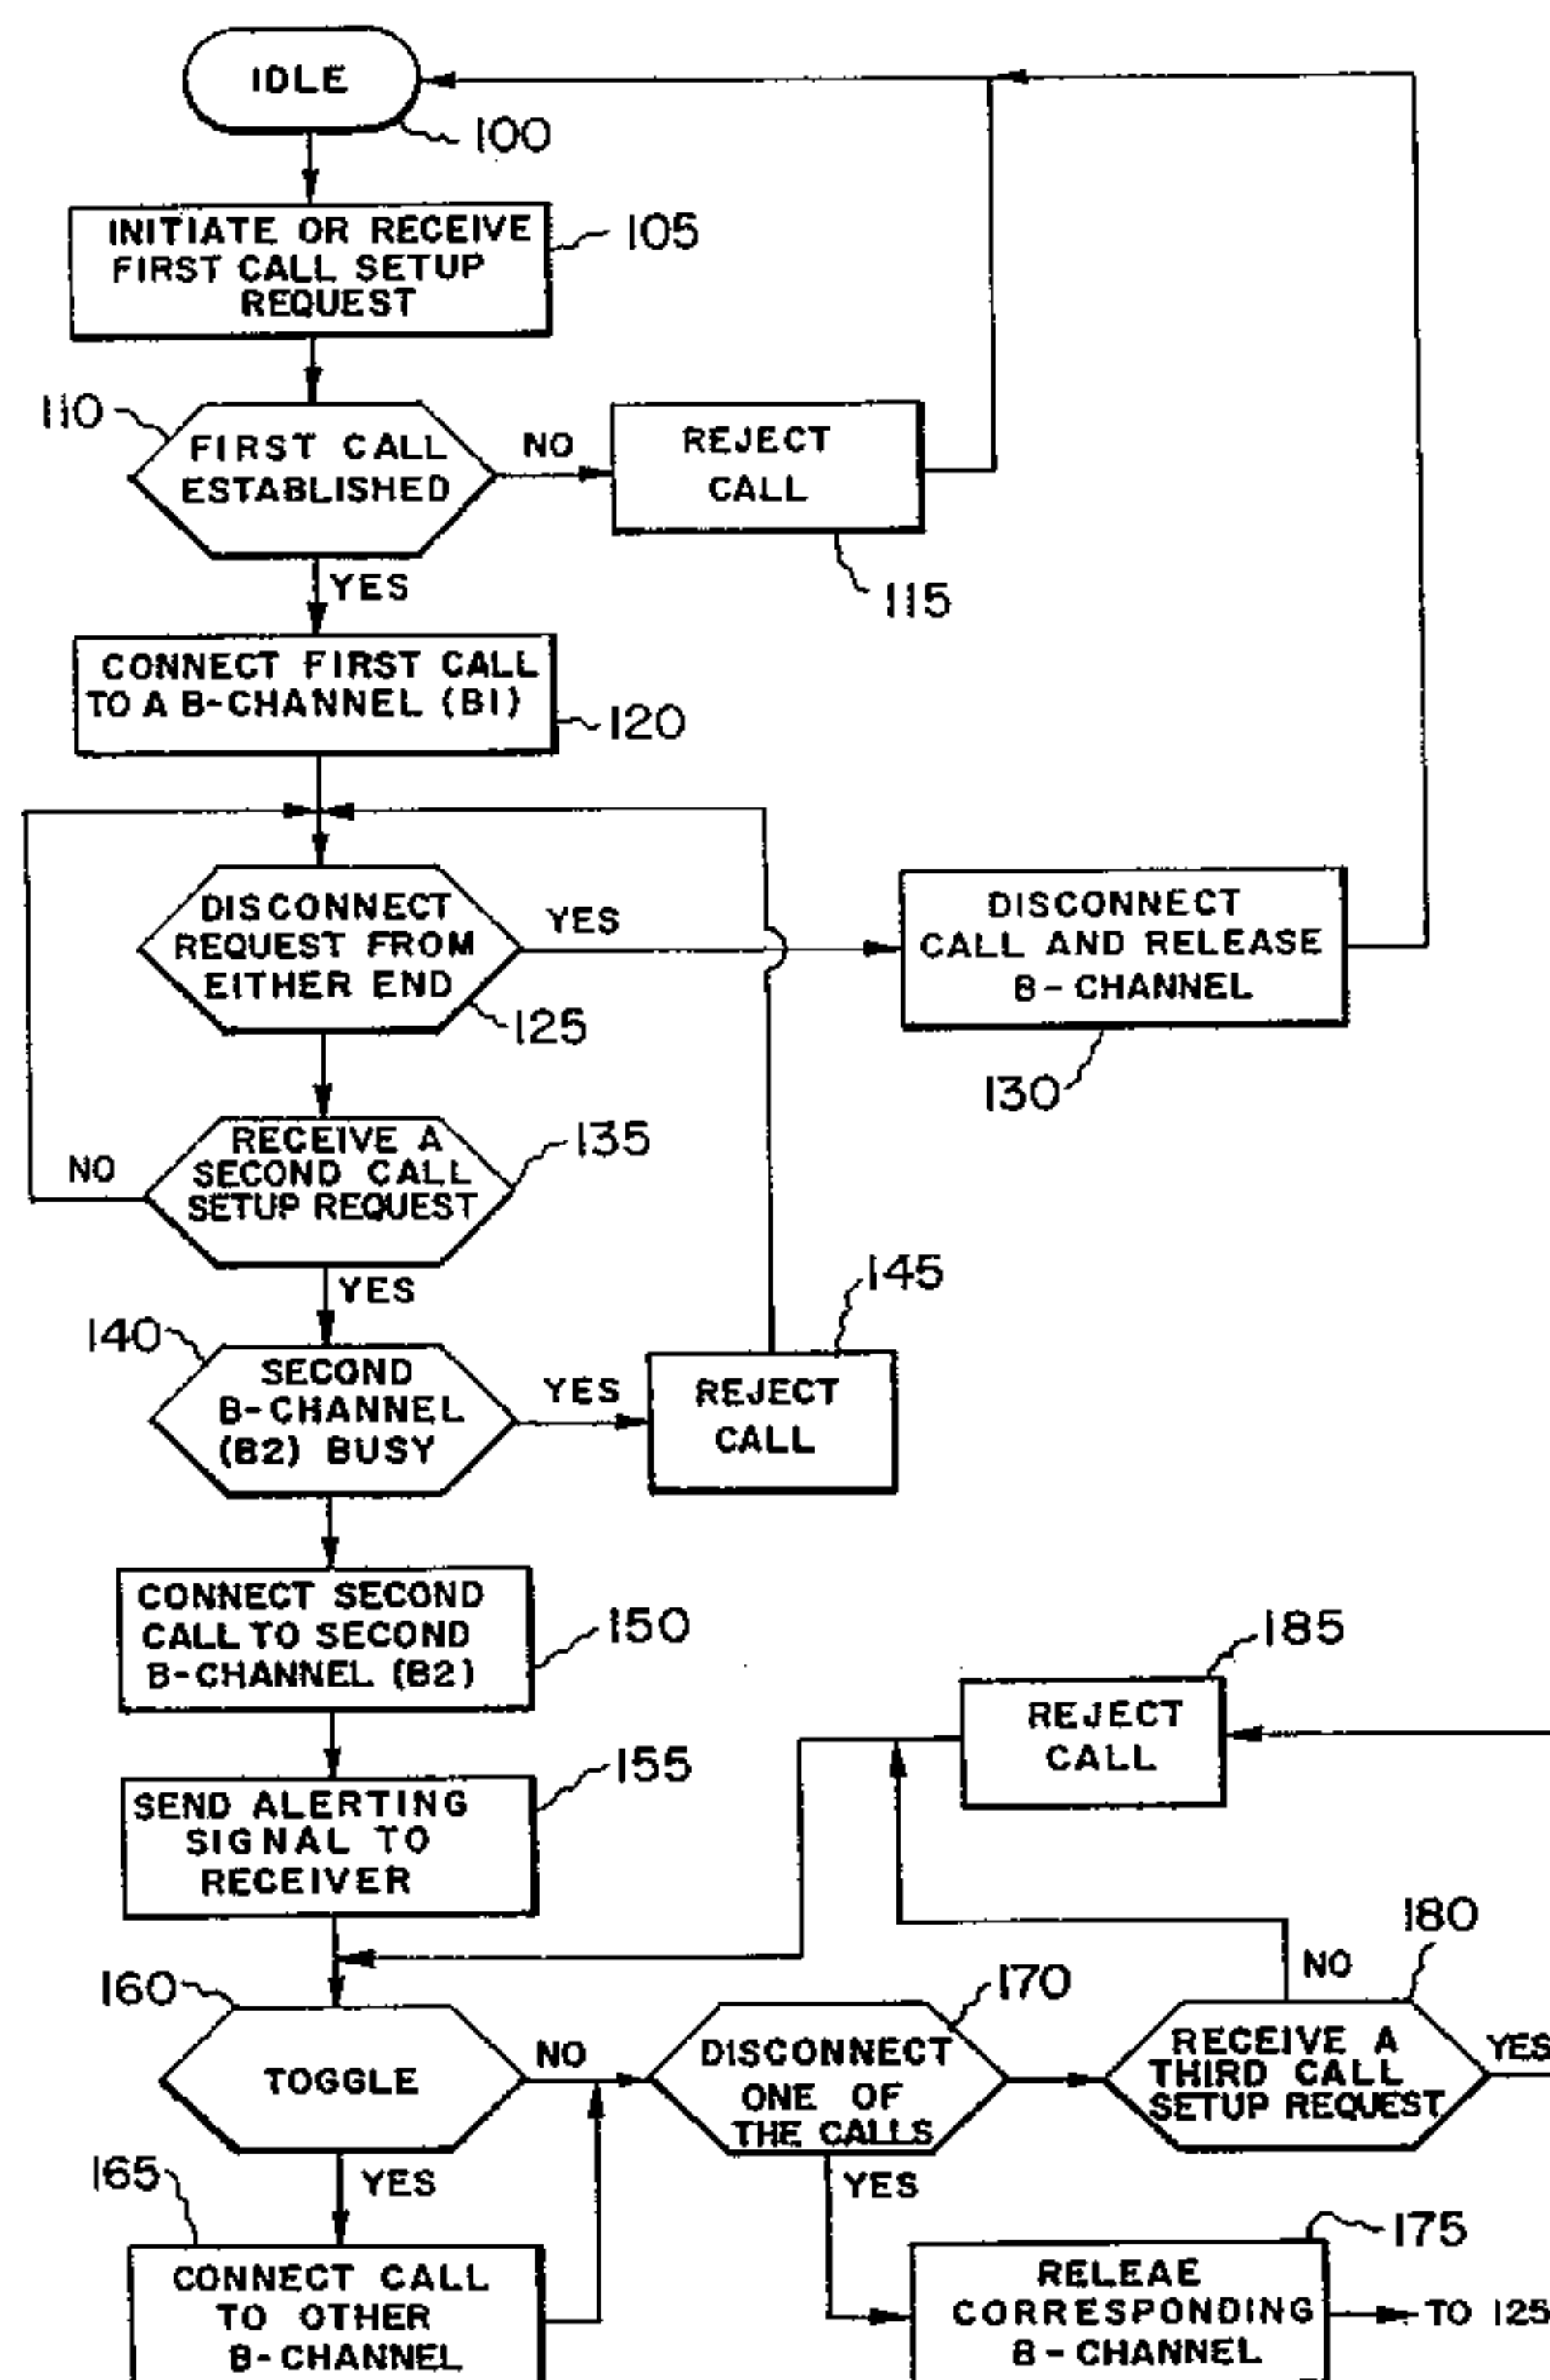 IDLE
100
INITIATE OR RECEIVE
FIRST CALL SETUP
REQUEST
105
110
FIRST CALL
ESTABLISHED
NO
REJECT
CALL
115
YES
CONNECT FIRST CALL
TO A B-CHANNEL (B1)
120
DISCONNECT
REQUEST FROM
EITHER END
125
YES
DISCONNECT
CALL AND RELEASE
B-CHANNEL
130
RECEIVE A
SECOND CALL
SETUP REQUEST
135
NO
YES
140
SECOND
B-CHANNEL
(B2) BUSY
YES
REJECT
CALL
145
CONNECT SECOND
CALL TO SECOND
B-CHANNEL (B2)
150
SEND ALERTING
SIGNAL TO
RECEIVER
155
REJECT
CALL
185
160
TOGGLE
NO
DISCONNECT
ONE OF
THE CALLS
170
RECEIVE A
THIRD CALL
SETUP REQUEST
180
NO
YES
YES
165
CONNECT CALL
TO OTHER
B-CHANNEL
YES
RELEAE
CORRESPONDING
B-CHANNEL
175
TO 125